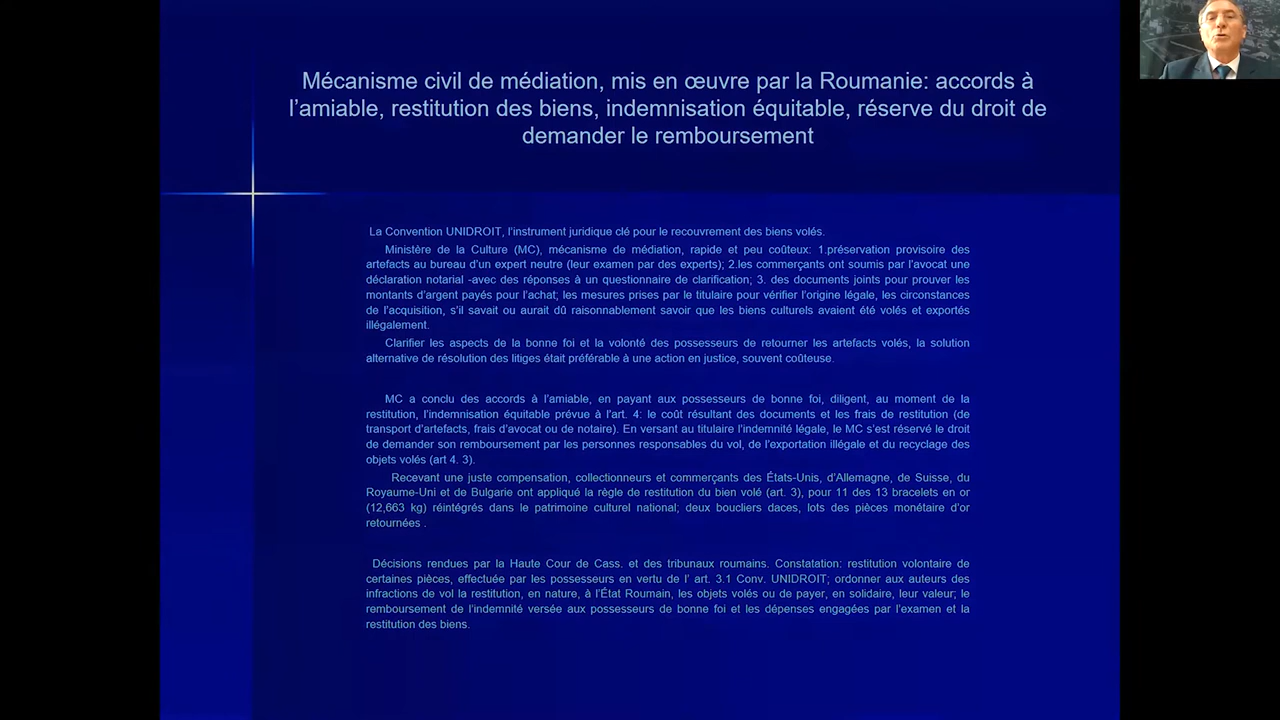 Mécanisme civil de médiation, mis en œuvre par la Roumanie: accords à
l'amiable, restitution des biens, indemnisation équitable, réserve du droit de
demander le remboursement
La Convention UNIDROIT, l'instrument juridique clé pour le recouvrement des biens volés.
Ministère de la Culture (MC), mécanisme de médiation, rapide et peu coûteux: 1.préservation provisoire des
artefacts au bureau d'un expert neutre (leur examen par des experts); 2.les commerçants ont soumis par l'avocat une
déclaration notarial -avec des réponses à un questionnaire de clarification; 3. des documents joints pour prouver les
montants d'argent payés pour l'achat; les mesures prises par le titulaire pour vérifier l'origine légale, les circonstances
de l'acquisition, s'il savait ou aurait dû raisonnablement savoir que les biens culturels avaient été volés et exportés
illégalement.
Clarifier les aspects de la bonne foi et la volonté des possesseurs de retourner les artefacts volés, la solution
alternative de résolution des litiges était préférable à une action en justice, souvent coûteuse.
MC a conclu des accords à l'amiable, en payant aux possesseurs de bonne foi, diligent, au moment de la
restitution, l'indemnisation équitable prévue à l'art. 4: le coût résultant des documents et les frais de restitution (de
transport d'artefacts, frais d'avocat ou de notaire). En versant au titulaire l'indemnité légale, le MC s'est réservé le droit
de demander son remboursement par les personnes responsables du vol, de l'exportation illégale et du recyclage des
objets volés (art 4. 3).
Recevant une juste compensation, collectionneurs et commerçants des États-Unis, d'Allemagne, de Suisse, du
Royaume-Uni et de Bulgarie ont appliqué la règle de restitution du bien volé (art. 3), pour 11 des 13 bracelets en or
(12,663 kg) réintégrés dans le patrimoine culturel national; deux boucliers daces, lots des pièces monétaire d'or
retournées .
Décisions rendues par la Haute Cour de Cass. et des tribunaux roumains. Constatation: restitution volontaire de
certaines pièces, effectuée par les possesseurs en vertu de l' art. 3.1 Conv. UNIDROIT; ordonner aux auteurs des
infractions de vol la restitution, en nature, à l'État Roumain, les objets volés ou de payer, en solidaire, leur valeur; le
remboursement de l'indemnité versée aux possesseurs de bonne foi et les dépenses engagées par l'examen et la
restitution des biens.